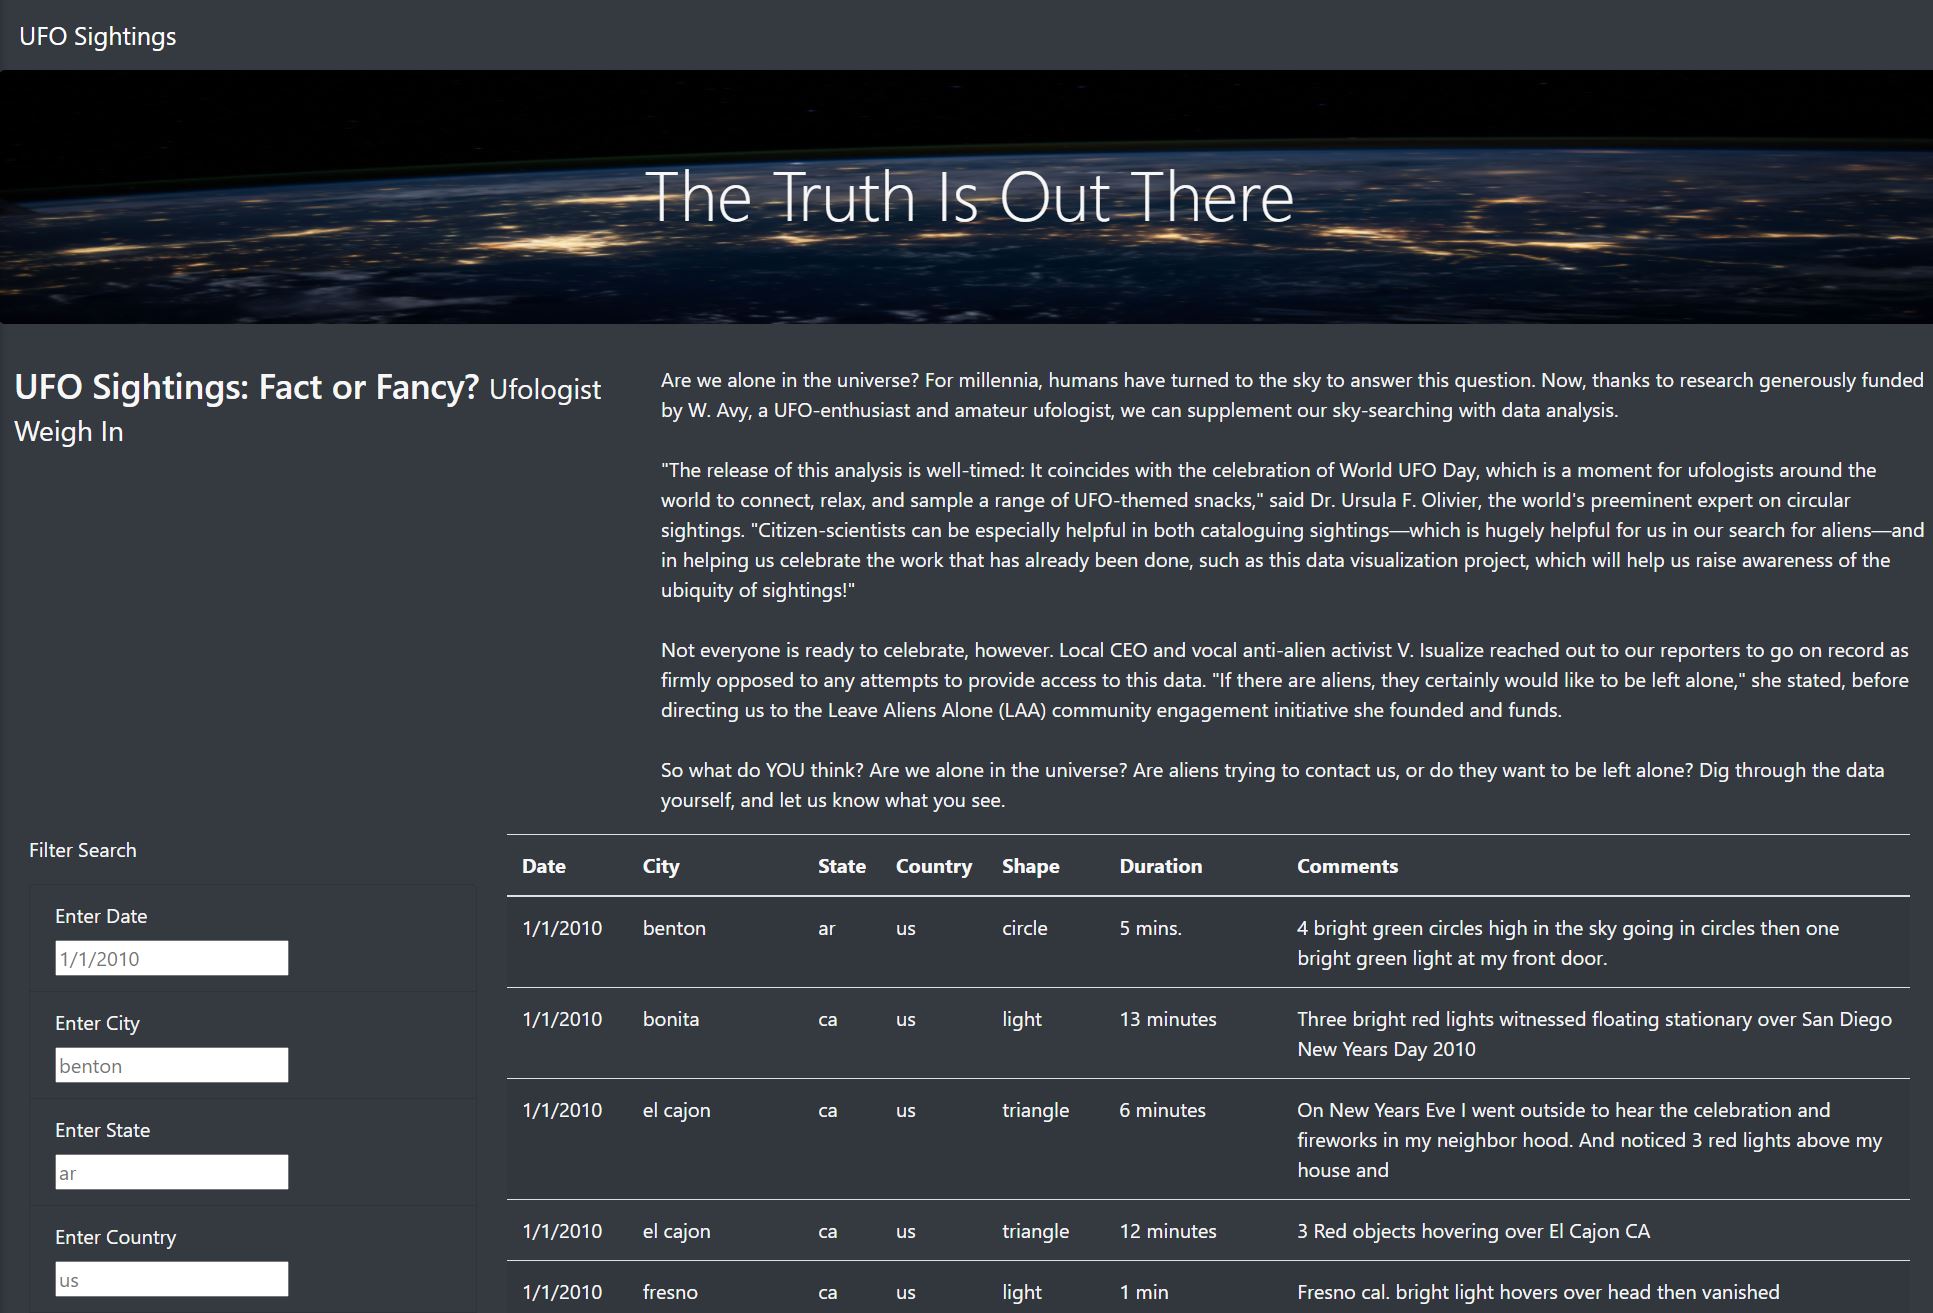 UFO Sightings
The Truth Is Out There
UFO Sightings: Fact or Fancy? Ufologist
Weigh In
Are we alone in the universe? For millennia, humans have turned to the sky to answer this question. Now, thanks to research generously funded
by W. Avy, a UFO-enthusiast and amateur ufologist, we can supplement our sky-searching with data analysis.
"The release of this analysis is well-timed: It coincides with the celebration of World UFO Day, which is a moment for ufologists around the
world to connect, relax, and sample a range of UFO-themed snacks," said Dr. Ursula F. Olivier, the world's preeminent expert on circular
sightings. "Citizen-scientists can be especially helpful in both cataloguing sightings—which is hugely helpful for us in our search for aliens—and
in helping us celebrate the work that has already been done, such as this data visualization project, which will help us raise awareness of the
ubiquity of sightings!"
Not everyone is ready to celebrate, however. Local CEO and vocal anti-alien activist V. Isualize reached out to our reporters to go on record as
firmly opposed to any attempts to provide access to this data. "If there are aliens, they certainly would like to be left alone," she stated, before
directing us to the Leave Aliens Alone (LAA) community engagement initiative she founded and funds.
So what do YOU think? Are we alone in the universe? Are aliens trying to contact us, or do they want to be left alone? Dig through the data
yourself, and let us know what you see.
Filter Search
Enter Date
1/1/2010
Enter City
benton
Enter State
ar
Enter Country
us
Date City State Country Shape Duration Comments
1/1/2010 benton ar us circle 5 mins. 4 bright green circles high in the sky going in circles then one
bright green light at my front door.
1/1/2010 bonita ca us light 13 minutes Three bright red lights witnessed floating stationary over San Diego
New Years Day 2010
1/1/2010 el cajon ca us triangle 6 minutes On New Years Eve I went outside to hear the celebration and
fireworks in my neighbor hood. And noticed 3 red lights above my
house and
1/1/2010 el cajon ca us triangle 12 minutes 3 Red objects hovering over El Cajon CA
1/1/2010 fresno ca us light 1 min Fresno cal. bright light hovers over head then vanished